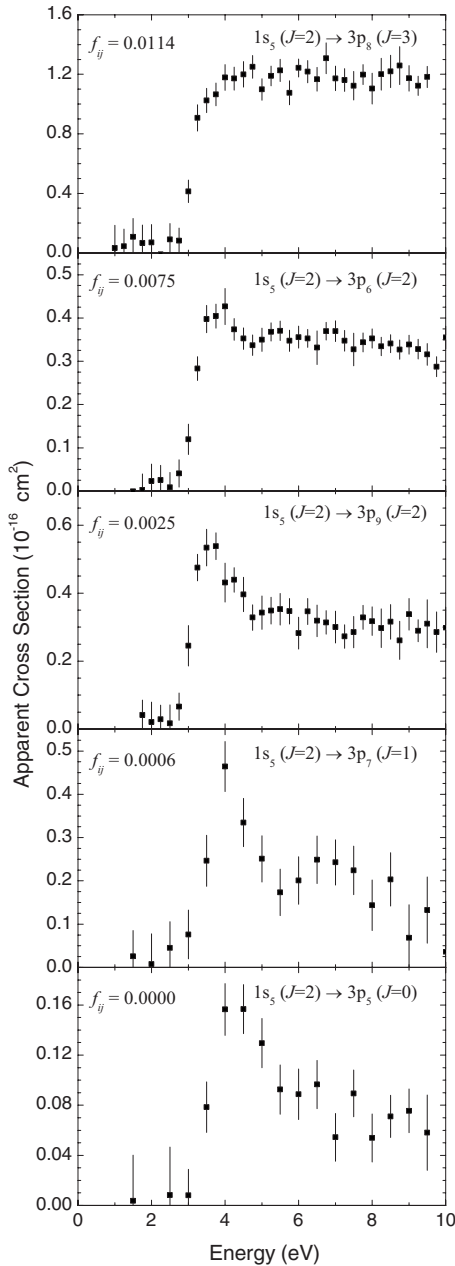 Apparent Cross Section (10⁻¹⁶ cm²)
1.6
1.2
0.8
0.4
0.0
f_ij = 0.0114
1s₅ (J=2) → 3p₈ (J=3)
0.5
0.4
0.3
0.2
0.1
0.0
f_ij = 0.0075
1s₅ (J=2) → 3p₆ (J=2)
0.6
0.3
0.0
f_ij = 0.0025
1s₅ (J=2) → 3p₉ (J=2)
0.5
0.4
0.3
0.2
0.1
0.0
f_ij = 0.0006
1s₅ (J=2) → 3p₇ (J=1)
0.16
0.12
0.08
0.04
0.00
f_ij = 0.0000
1s₅ (J=2) → 3p₅ (J=0)
0 2 4 6 8 10
Energy (eV)